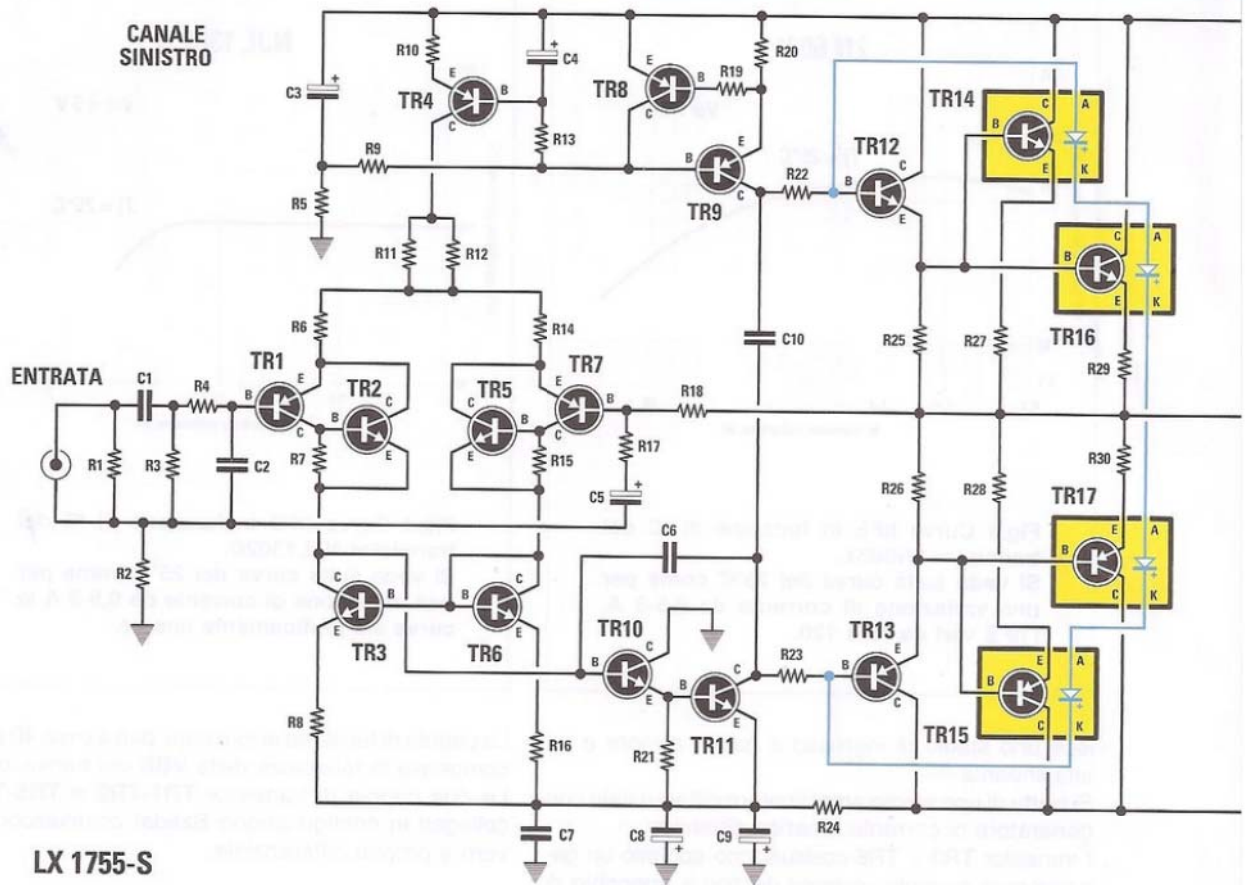 CANALE
SINISTRO
R10
C4
R20
C3
E
TR4
B
C
TR8
E
B
C
R19
TR14
C
A
B
E
K
R13
TR12
R9
B
E
C
TR9
R22
B
C
E
R5
R11
R12
C
A
B
E
K
TR16
R6
R14
C10
R25
R27
R29
ENTRATA
C1
R4
TR1
B
E
C
TR2
C
B
E
TR5
C
B
E
TR7
E
B
C
R18
R1
R3
C2
R7
R15
R17
C5
R26
R28
R30
TR17
E
A
B
C
K
R2
C6
TR3
C
B
E
TR6
C
B
E
TR10
C
B
E
TR11
C
B
E
R23
TR13
E
B
C
TR15
E
A
B
C
K
R8
R16
R21
R24
C7
C8
C9
LX 1755-S